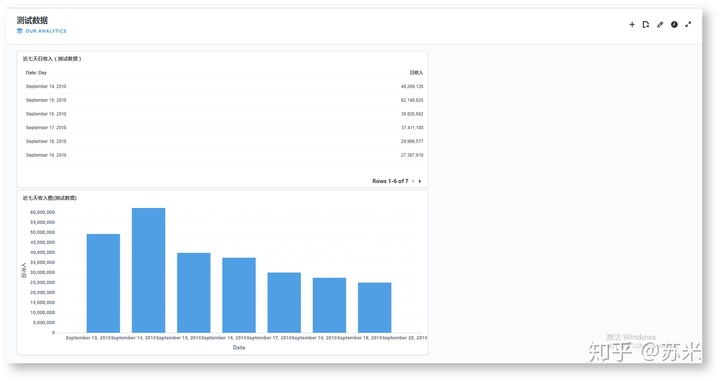 测试数据
OUR ANALYTICS
近七天日收入（测试数据）
Date: Day 日收入
September 14, 2018 49,269,126
September 15, 2018 62,148,825
September 16, 2018 39,829,682
September 17, 2018 37,411,188
September 18, 2018 29,999,577
September 19, 2018 27,387,918
Rows 1-6 of 7
近七天收入图(测试数据)
60,000,000
55,000,000
50,000,000
45,000,000
40,000,000
35,000,000
30,000,000
25,000,000
20,000,000
15,000,000
10,000,000
5,000,000
0
日收入
September 13, 2018 September 14, 2018 September 15, 2018 September 16, 2018 September 17, 2018 September 18, 2018 September 19, 2018 September 20, 2018
Date
激活 Windows
知乎 @苏米